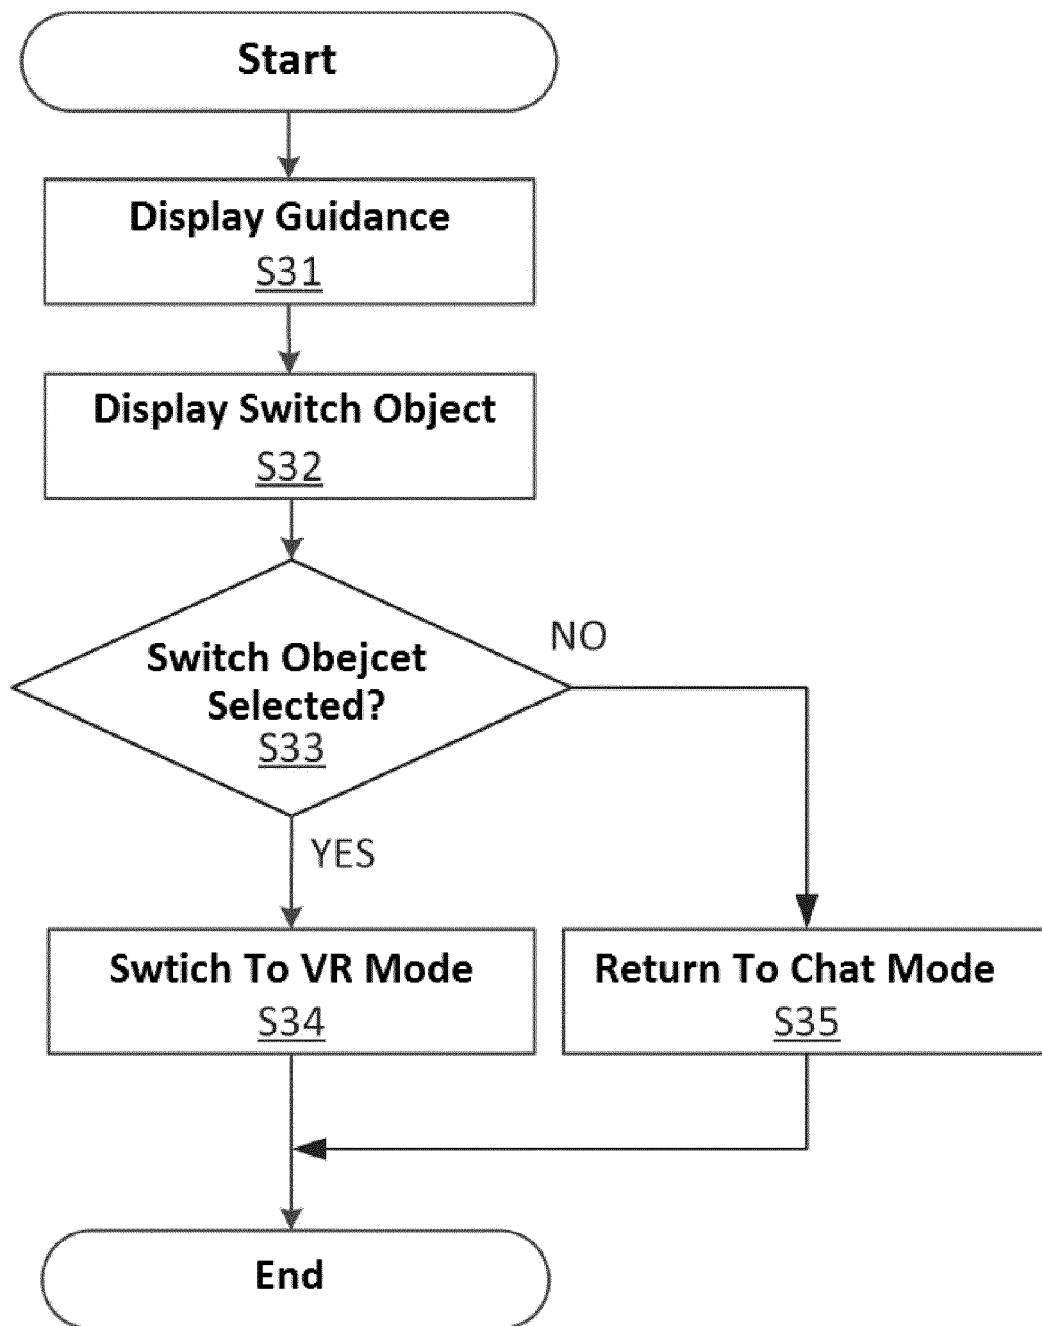 Start
Display Guidance
S31
Display Switch Object
S32
Switch Obejcet
Selected?
S33
NO
YES
Swtich To VR Mode
S34
Return To Chat Mode
S35
End